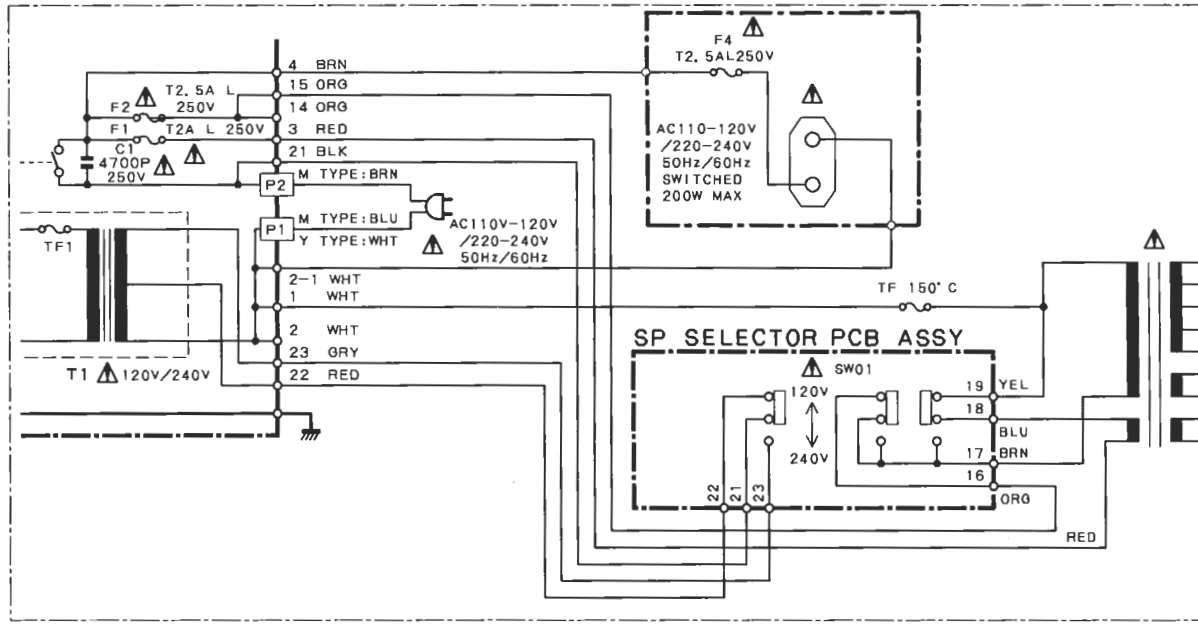 4 BRN
15 ORG
14 ORG
3 RED
21 BLK
T2.5A L
250V
F2
F1 T2A L 250V
C1
4700P
250V
P2
M TYPE:BRN
P1
M TYPE:BLU
Y TYPE:WHT
AC110V-120V
/220-240V
50Hz/60Hz
2-1 WHT
1 WHT
2 WHT
23 GRY
22 RED
TF1
T1 120V/240V
F4
T2.5AL250V
AC110-120V
/220-240V
50Hz/60Hz
SWITCHED
200W MAX
TF 150°C
SP SELECTOR PCB ASSY
SW01
120V
240V
19 YEL
18
BLU
17 BRN
16
ORG
22
21
23
RED